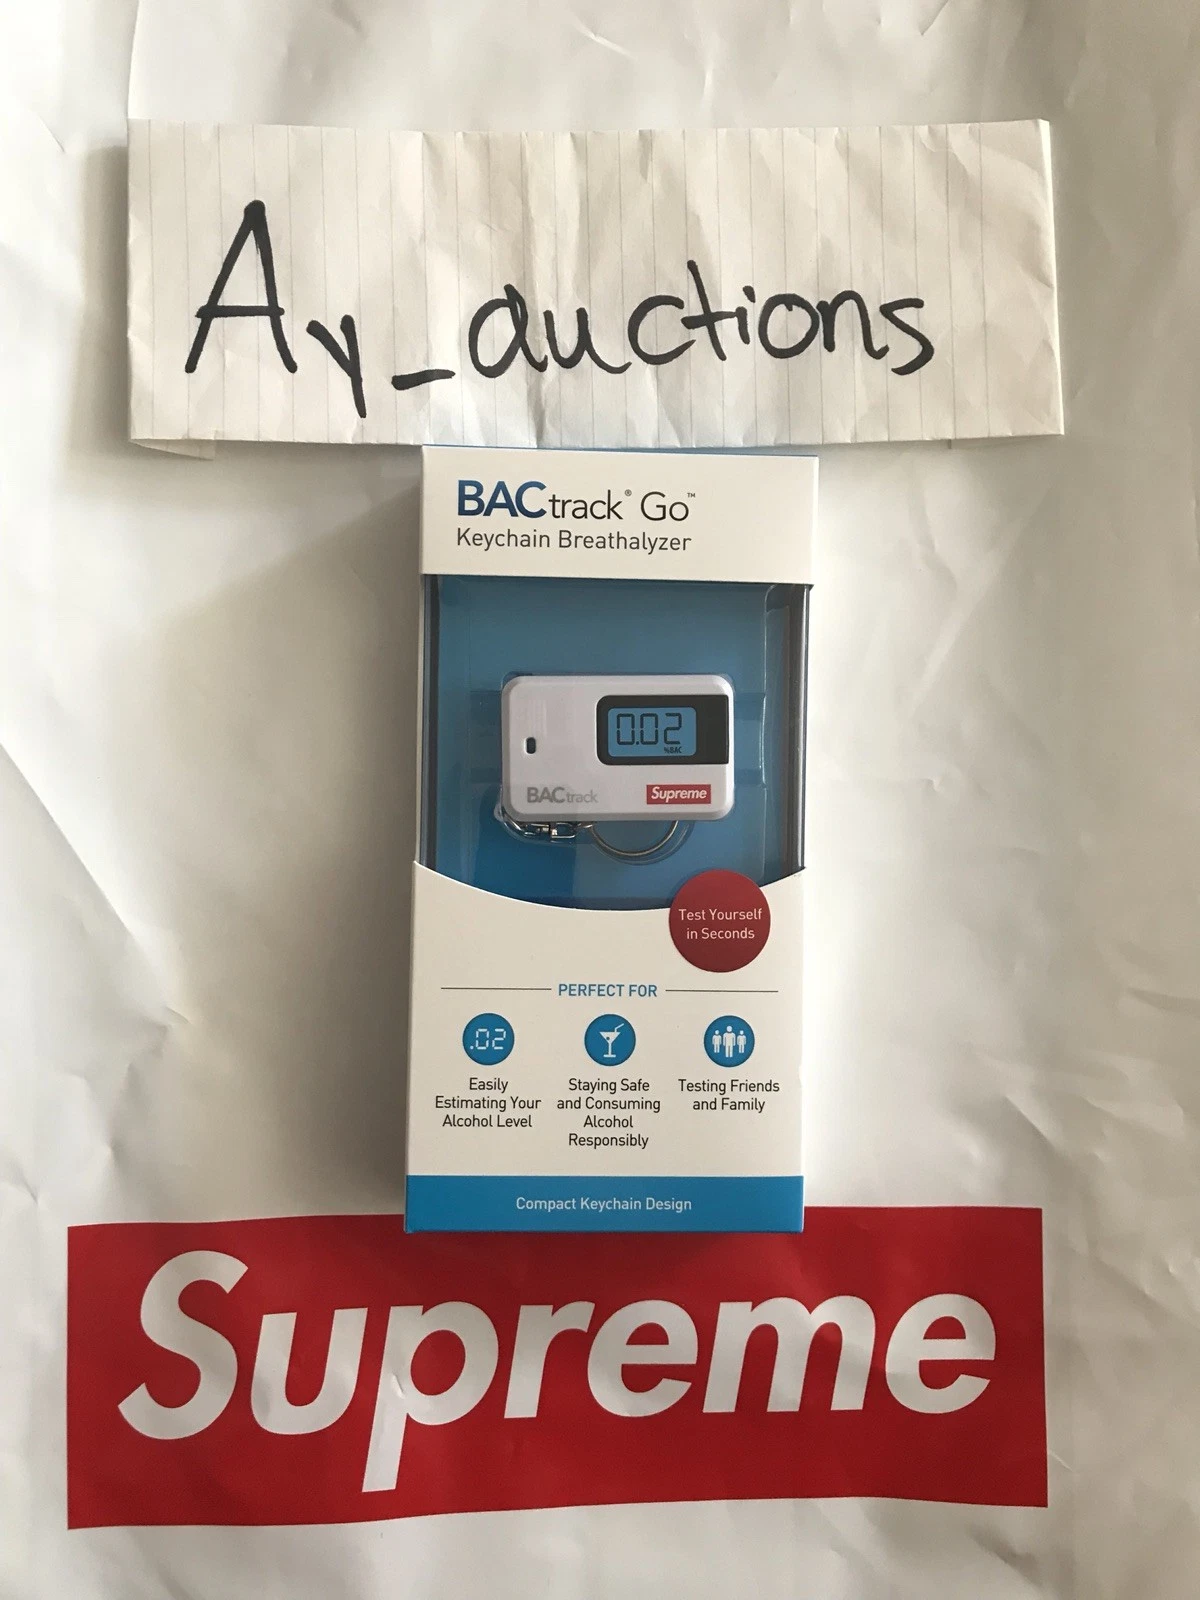 Ay_auctions
BACtrack® Go™
Keychain Breathalyzer
0.02
%BAC
BACtrack
Supreme
Test Yourself
in Seconds
PERFECT FOR
.02
Easily
Estimating Your
Alcohol Level
Staying Safe
and Consuming
Alcohol
Responsibly
Testing Friends
and Family
Compact Keychain Design
Supreme